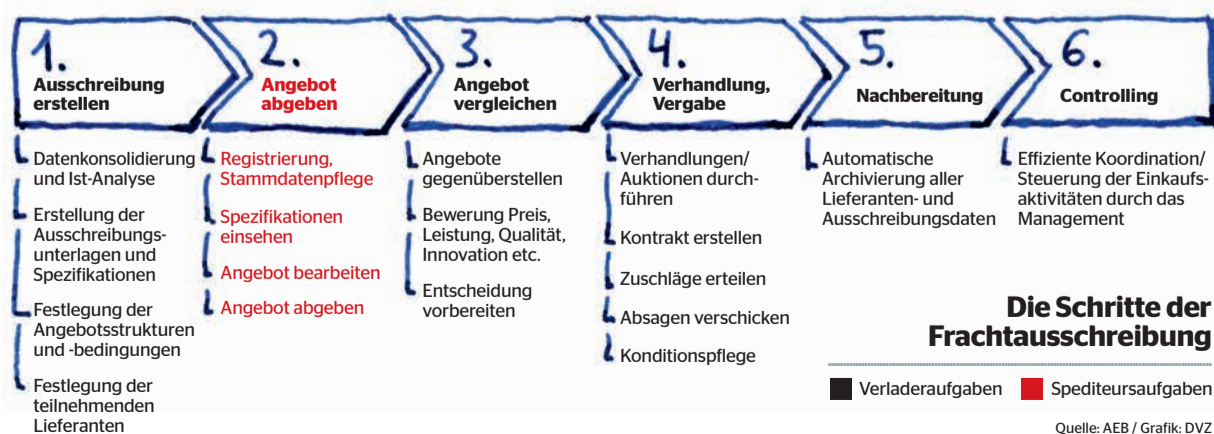 1.
Ausschreibung
erstellen
Datenkonsolidierung
und Ist-Analyse
Erstellung der
Ausschreibungs-
unterlagen und
Spezifikationen
Festlegung der
Angebotsstrukturen
und -bedingungen
Festlegung der
teilnehmenden
Lieferanten
2.
Angebot
abgeben
Registrierung,
Stammdatenpflege
Spezifikationen
einsehen
Angebot bearbeiten
Angebot abgeben
3.
Angebot
vergleichen
Angebote
gegenüberstellen
Bewerung Preis,
Leistung, Qualität,
Innovation etc.
Entscheidung
vorbereiten
4.
Verhandlung,
Vergabe
Verhandlungen/
Auktionen durch-
führen
Kontrakt erstellen
Zuschläge erteilen
Absagen verschicken
Konditionspflege
5.
Nachbereitung
Automatische
Archivierung aller
Lieferanten- und
Ausschreibungsdaten
6.
Controlling
Effiziente Koordination/
Steuerung der Einkaufs-
aktivitäten durch das
Management
Die Schritte der
Frachtausschreibung
Verladeraufgaben Spediteursaufgaben
Quelle: AEB / Grafik: DVZ